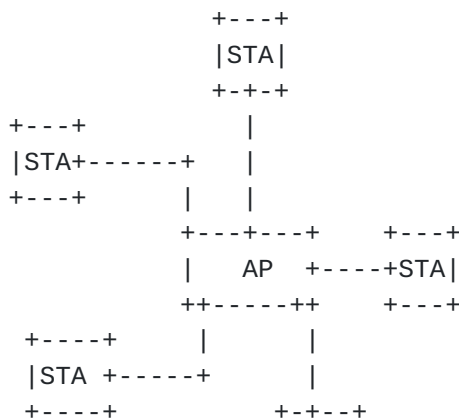 +---+
             |STA|
             +-+-+
+---+          |
|STA+------+   |
+---+      |   |
           +---+---+    +---+
           |   AP  +----+STA|
           ++-----++    +---+
 +----+     |      |
 |STA +-----+      |
 +----+          +-+--+